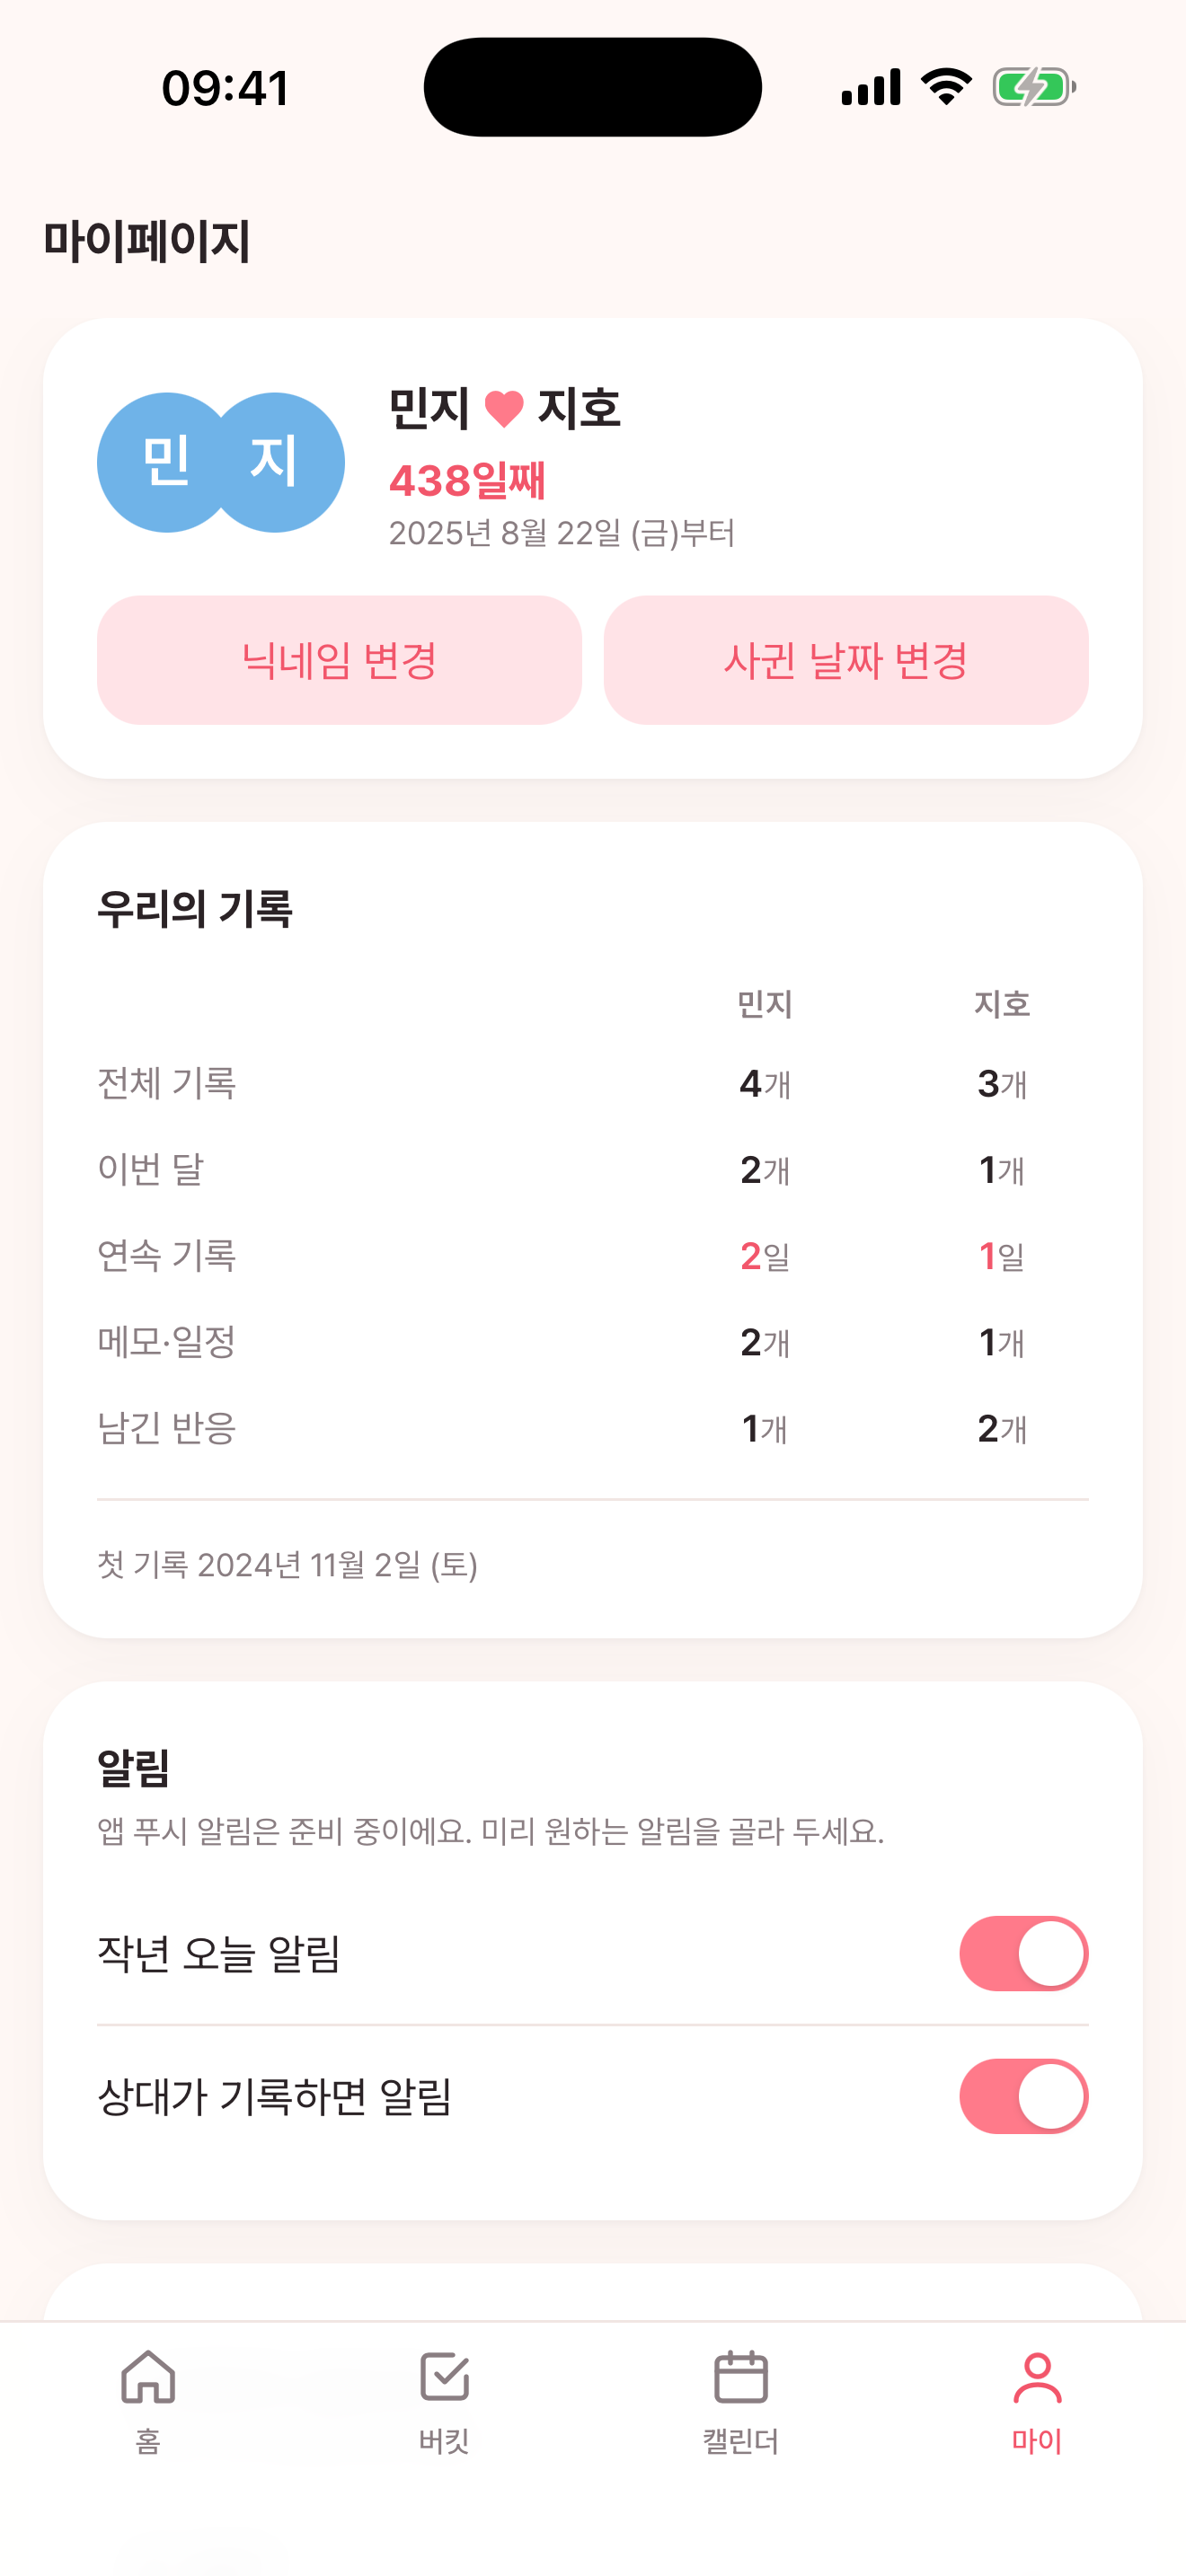 09:41
마이페이지
민 지
민지 ♥ 지호
438일째
2025년 8월 22일 (금)부터
닉네임 변경 사귄 날짜 변경
우리의 기록
민지 지호
전체 기록 4개 3개
이번 달 2개 1개
연속 기록 2일 1일
메모·일정 2개 1개
남긴 반응 1개 2개
첫 기록 2024년 11월 2일 (토)
알림
앱 푸시 알림은 준비 중이에요. 미리 원하는 알림을 골라 두세요.
작년 오늘 알림
상대가 기록하면 알림
홈 버킷 캘린더 마이